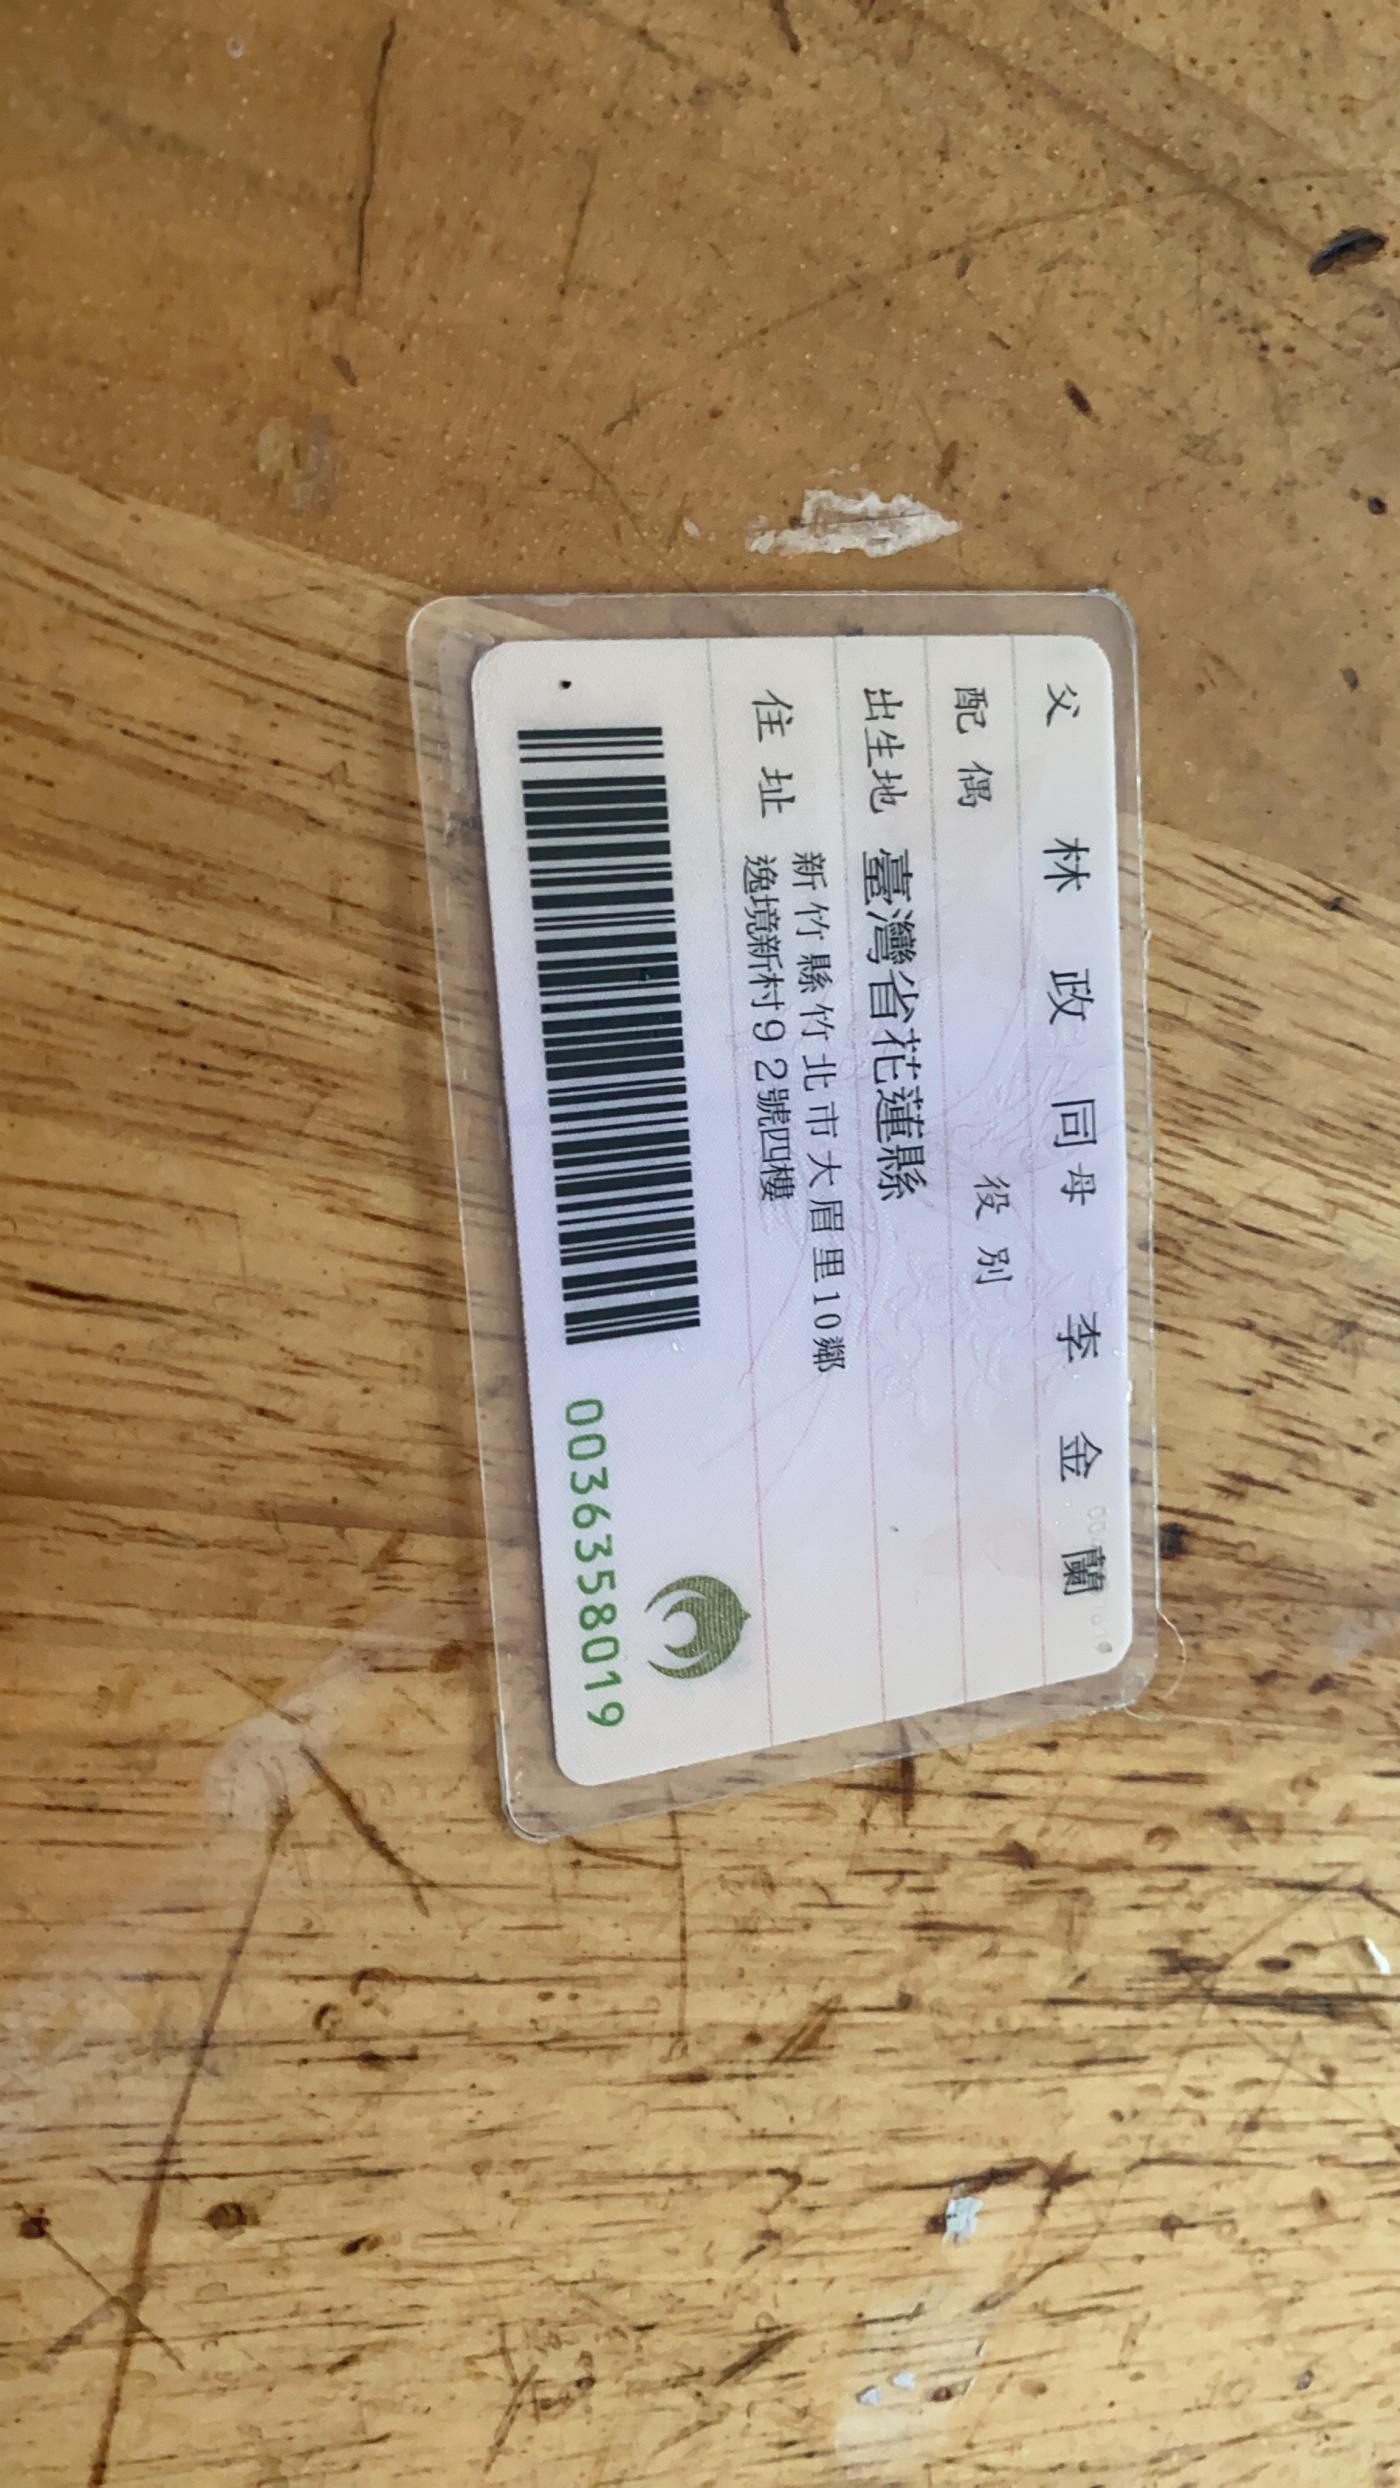 父 林政同 母 李金蘭
配偶 役別
出生地 臺灣省花蓮縣
住址 新竹縣竹北市大眉里10鄰
逸境新村92號四樓
0036358019